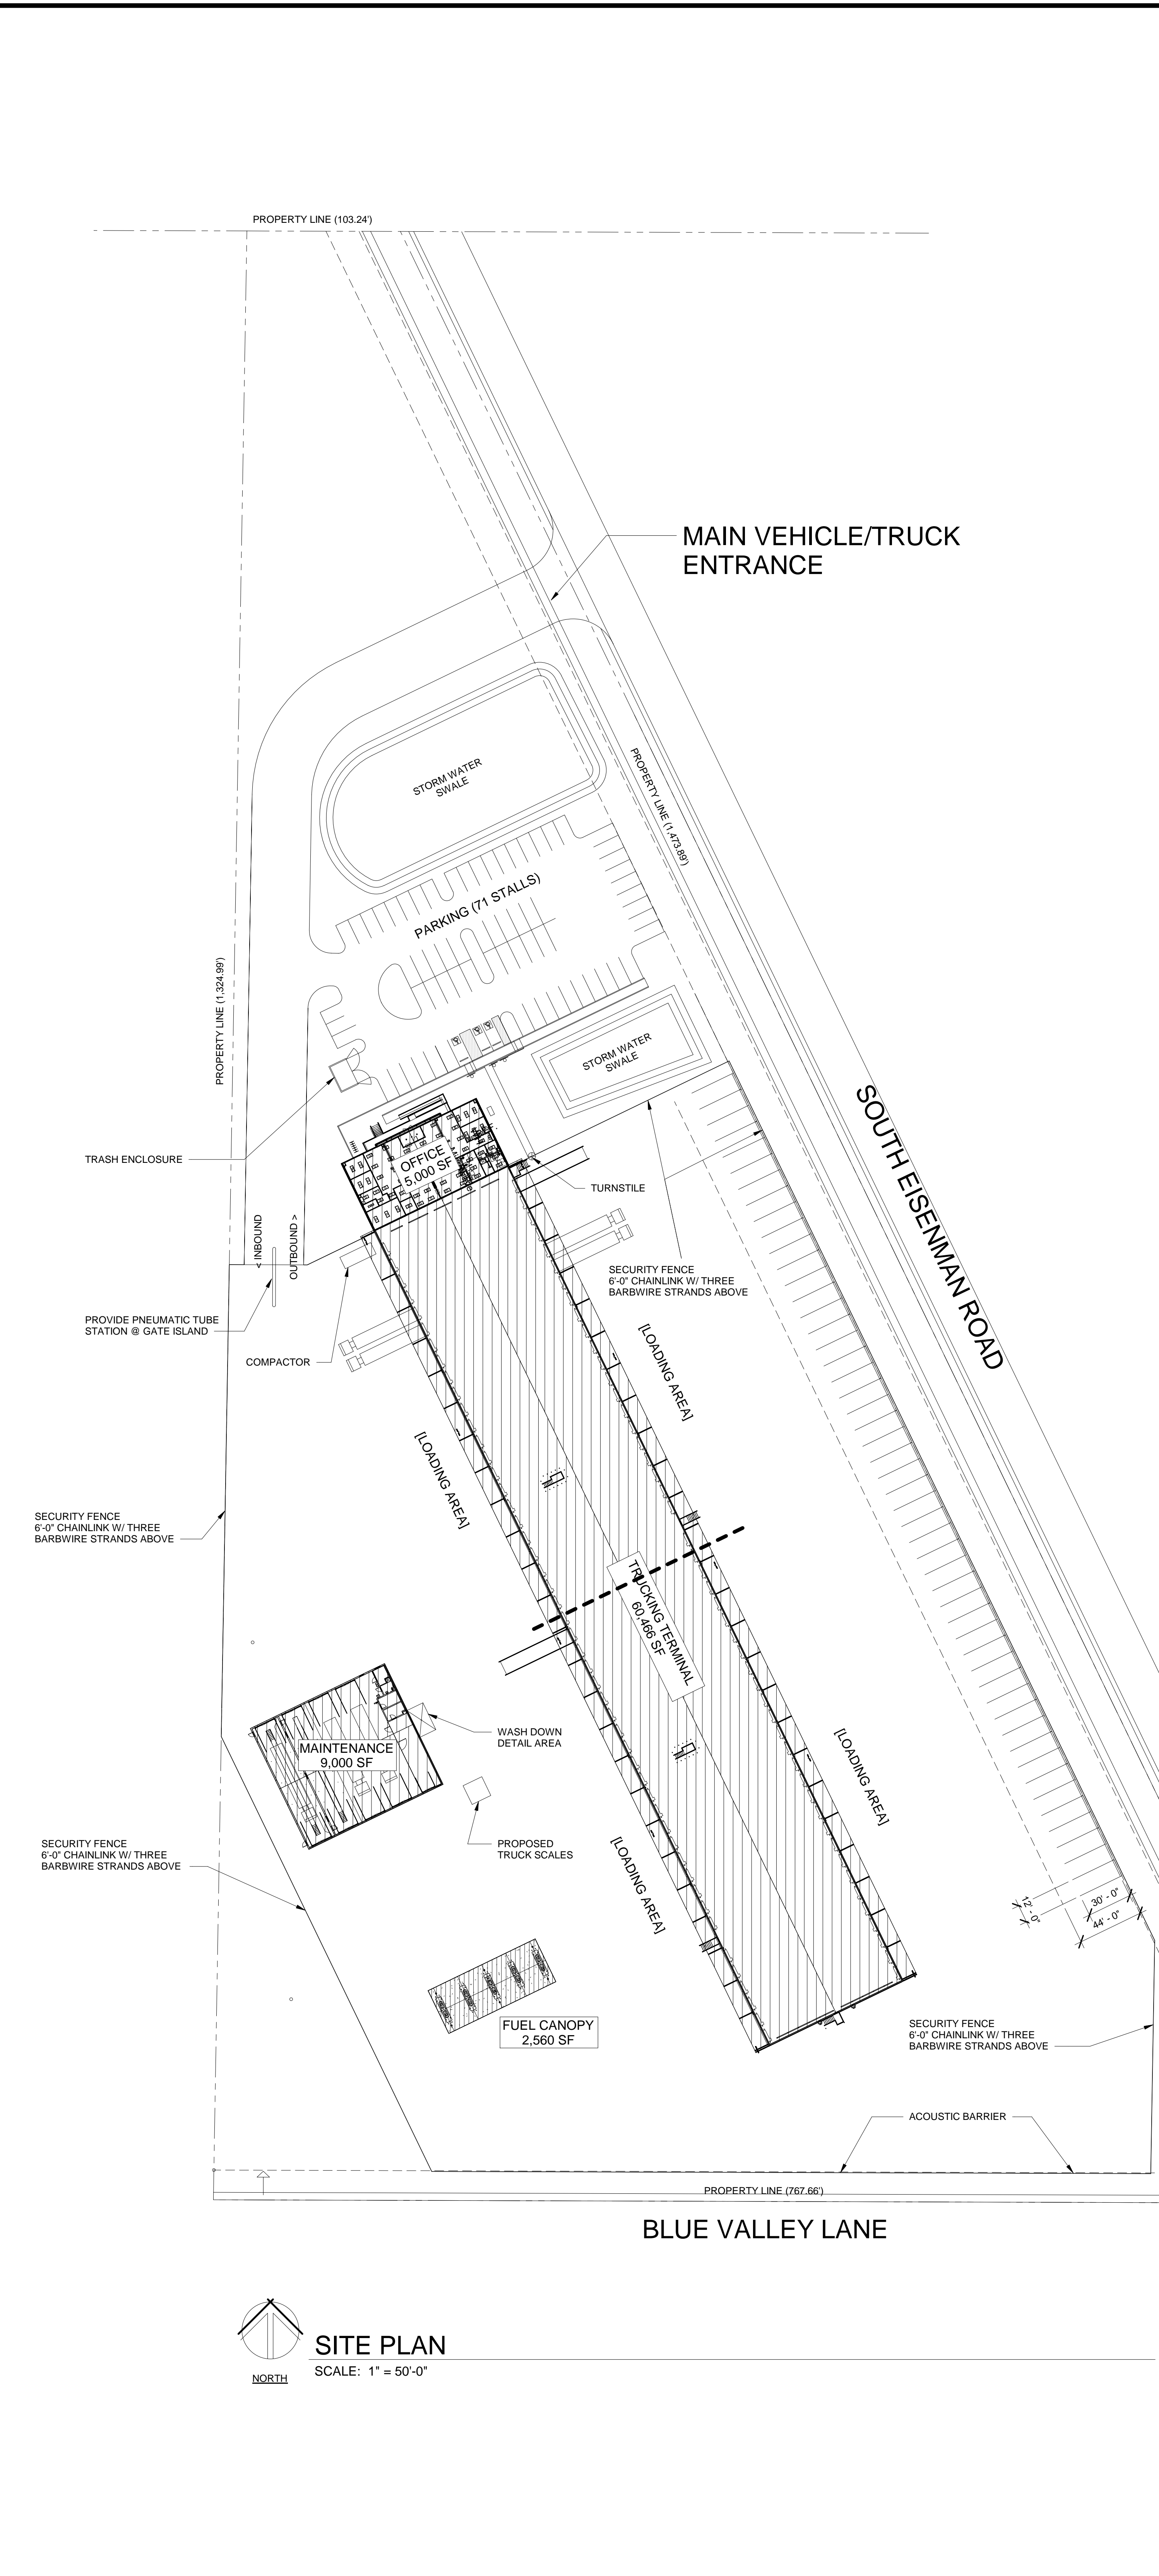 PROPERTY LINE (103.24')
MAIN VEHICLE/TRUCK
ENTRANCE
PROPERTY LINE (1,473.89')
STORM WATER
SWALE
PARKING (71 STALLS)
PROPERTY LINE (1,324.99')
STORM WATER
SWALE
SOUTH EISENMAN ROAD
TRASH ENCLOSURE
OFFICE
5,000 SF
TURNSTILE
< INBOUND
OUTBOUND >
SECURITY FENCE
6'-0" CHAINLINK W/ THREE
BARBWIRE STRANDS ABOVE
PROVIDE PNEUMATIC TUBE
STATION @ GATE ISLAND
COMPACTOR
[LOADING AREA]
[LOADING AREA]
SECURITY FENCE
6'-0" CHAINLINK W/ THREE
BARBWIRE STRANDS ABOVE
TRUCKING TERMINAL
60,466 SF
WASH DOWN
DETAIL AREA
MAINTENANCE
9,000 SF
[LOADING AREA]
PROPOSED
TRUCK SCALES
SECURITY FENCE
6'-0" CHAINLINK W/ THREE
BARBWIRE STRANDS ABOVE
[LOADING AREA]
12' - 0"
30' - 0"
44' - 0"
FUEL CANOPY
2,560 SF
SECURITY FENCE
6'-0" CHAINLINK W/ THREE
BARBWIRE STRANDS ABOVE
ACOUSTIC BARRIER
PROPERTY LINE (767.66')
BLUE VALLEY LANE
SITE PLAN
SCALE: 1" = 50'-0"
NORTH